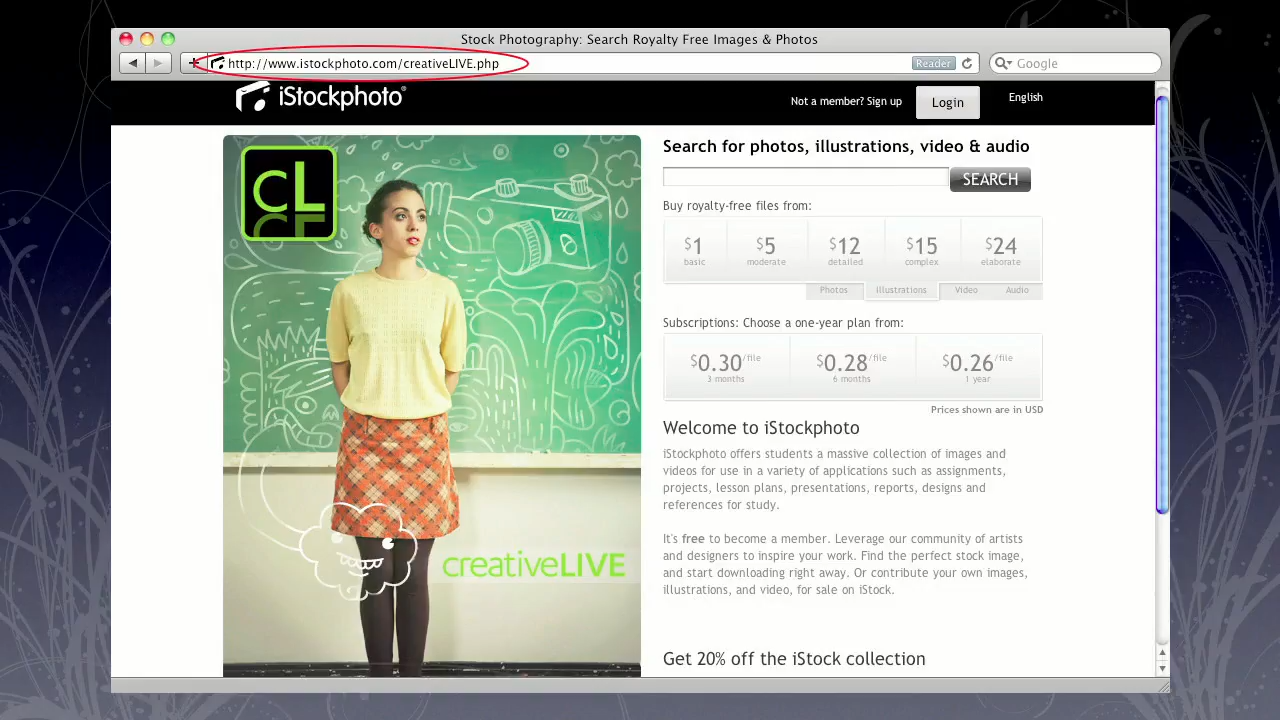 Stock Photography: Search Royalty Free Images & Photos
http://www.istockphoto.com/creativeLIVE.php
Reader
Google
iStockphoto®
Not a member? Sign up
Login
English
CL
Search for photos, illustrations, video & audio
SEARCH
Buy royalty-free files from:
$1 $5 $12 $15 $24
basic moderate detailed complex elaborate
Photos Illustrations Video Audio
Subscriptions: Choose a one-year plan from:
$0.30/file $0.28/file $0.26/file
3 months 6 months 1 year
Prices shown are in USD
Welcome to iStockphoto
iStockphoto offers students a massive collection of images and
videos for use in a variety of applications such as assignments,
projects, lesson plans, presentations, reports, designs and
references for study.
It's free to become a member. Leverage our community of artists
and designers to inspire your work. Find the perfect stock image,
and start downloading right away. Or contribute your own images,
illustrations, and video, for sale on iStock.
creativeLIVE
Get 20% off the iStock collection